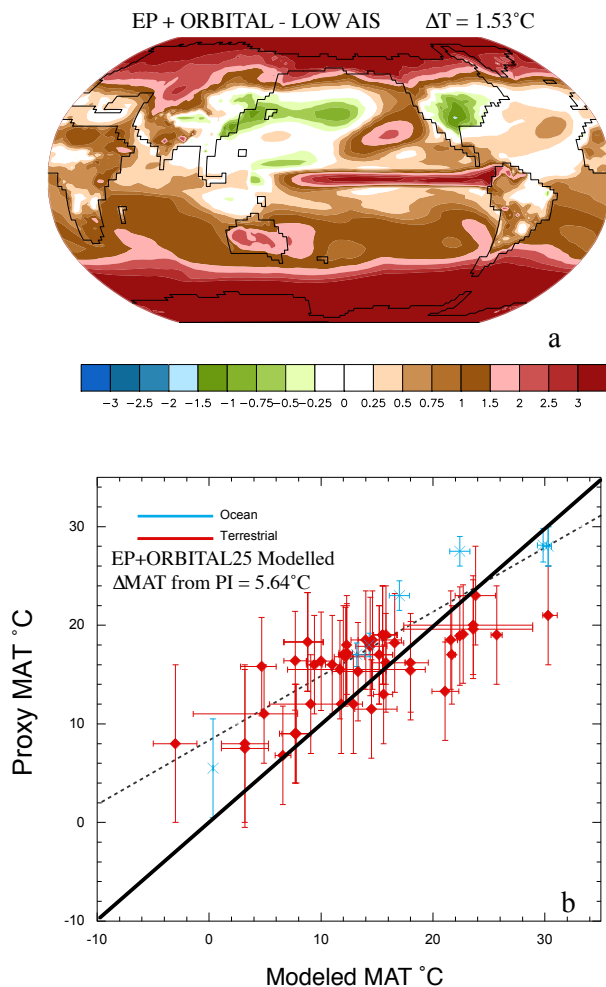 EP + ORBITAL - LOW AIS ΔT = 1.53˚C
a
-3 -2.5 -2 -1.5 -1 -0.75 -0.5 -0.25 0 0.25 0.5 0.75 1 1.5 2 2.5 3
30
Ocean
Terrestrial
EP+ORBITAL25 Modelled
ΔMAT from PI = 5.64˚C
20
Proxy MAT ˚C
10
0
-10
b
-10 0 10 20 30
Modeled MAT ˚C